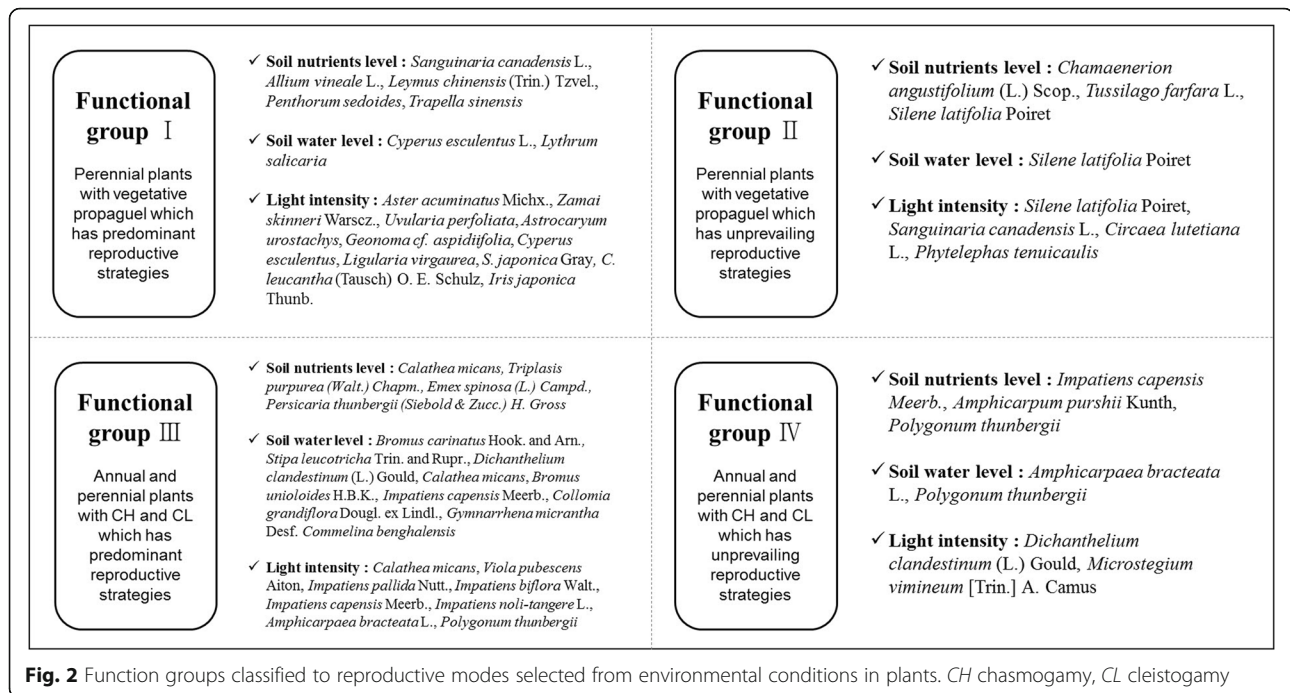 Functional
group Ⅰ
Perennial plants
with vegetative
propaguel which
has predominant
reproductive
strategies
✓ Soil nutrients level : Sanguinaria canadensis L.,
Allium vineale L., Leymus chinensis (Trin.) Tzvel.,
Penthorum sedoides, Trapella sinensis
✓ Soil water level : Cyperus esculentus L., Lythrum
salicaria
✓ Light intensity : Aster acuminatus Michx., Zamai
skinneri Warscz., Uvularia perfoliata, Astrocaryum
urostachys, Geonoma cf. aspidiifolia, Cyperus
esculentus, Ligularia virgaurea, S. japonica Gray, C.
leucantha (Tausch) O. E. Schulz, Iris japonica
Thunb.
Functional
group Ⅱ
Perennial plants
with vegetative
propaguel which
has unprevailing
reproductive
strategies
✓ Soil nutrients level : Chamaenerion
angustifolium (L.) Scop., Tussilago farfara L.,
Silene latifolia Poiret
✓ Soil water level : Silene latifolia Poiret
✓ Light intensity : Silene latifolia Poiret,
Sanguinaria canadensis L., Circaea lutetiana
L., Phytelephas tenuicaulis
Functional
group Ⅲ
Annual and
perennial plants
with CH and CL
which has
predominant
reproductive
strategies
✓ Soil nutrients level : Calathea micans, Triplasis
purpurea (Walt.) Chapm., Emex spinosa (L.) Campd.,
Persicaria thunbergii (Siebold & Zucc.) H. Gross
✓ Soil water level : Bromus carinatus Hook. and Arn.,
Stipa leucotricha Trin. and Rupr., Dichanthelium
clandestinum (L.) Gould, Calathea micans, Bromus
unioloides H.B.K., Impatiens capensis Meerb., Collomia
grandiflora Dougl. ex Lindl., Gymnarrhena micrantha
Desf. Commelina benghalensis
✓ Light intensity : Calathea micans, Viola pubescens
Aiton, Impatiens pallida Nutt., Impatiens biflora Walt.,
Impatiens capensis Meerb., Impatiens noli-tangere L.,
Amphicarpaea bracteata L., Polygonum thunbergii
Functional
group Ⅳ
Annual and
perennial plants
with CH and CL
which has
unprevailing
reproductive
strategies
✓ Soil nutrients level : Impatiens capensis
Meerb., Amphicarpum purshii Kunth,
Polygonum thunbergii
✓ Soil water level : Amphicarpaea bracteata
L., Polygonum thunbergii
✓ Light intensity : Dichanthelium
clandestinum (L.) Gould, Microstegium
vimineum [Trin.] A. Camus
Fig. 2 Function groups classified to reproductive modes selected from environmental conditions in plants. CH chasmogamy, CL cleistogamy